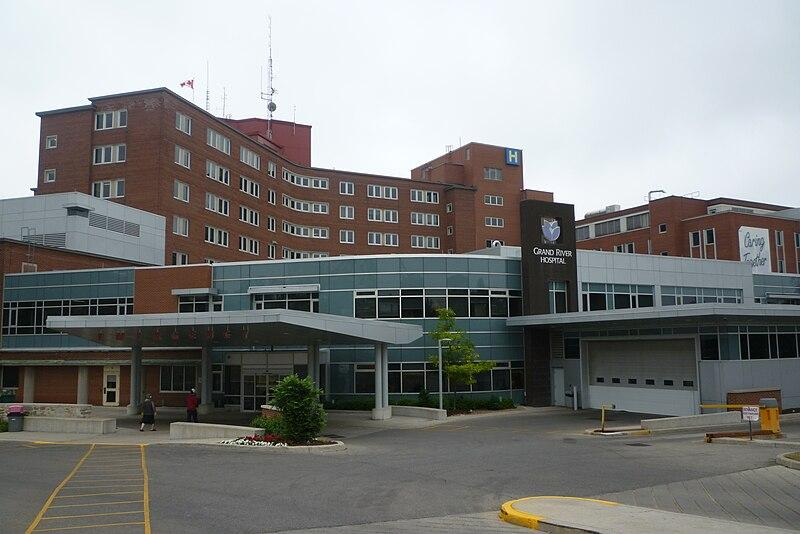 H
GRAND RIVER
HOSPITAL
Caring
Together